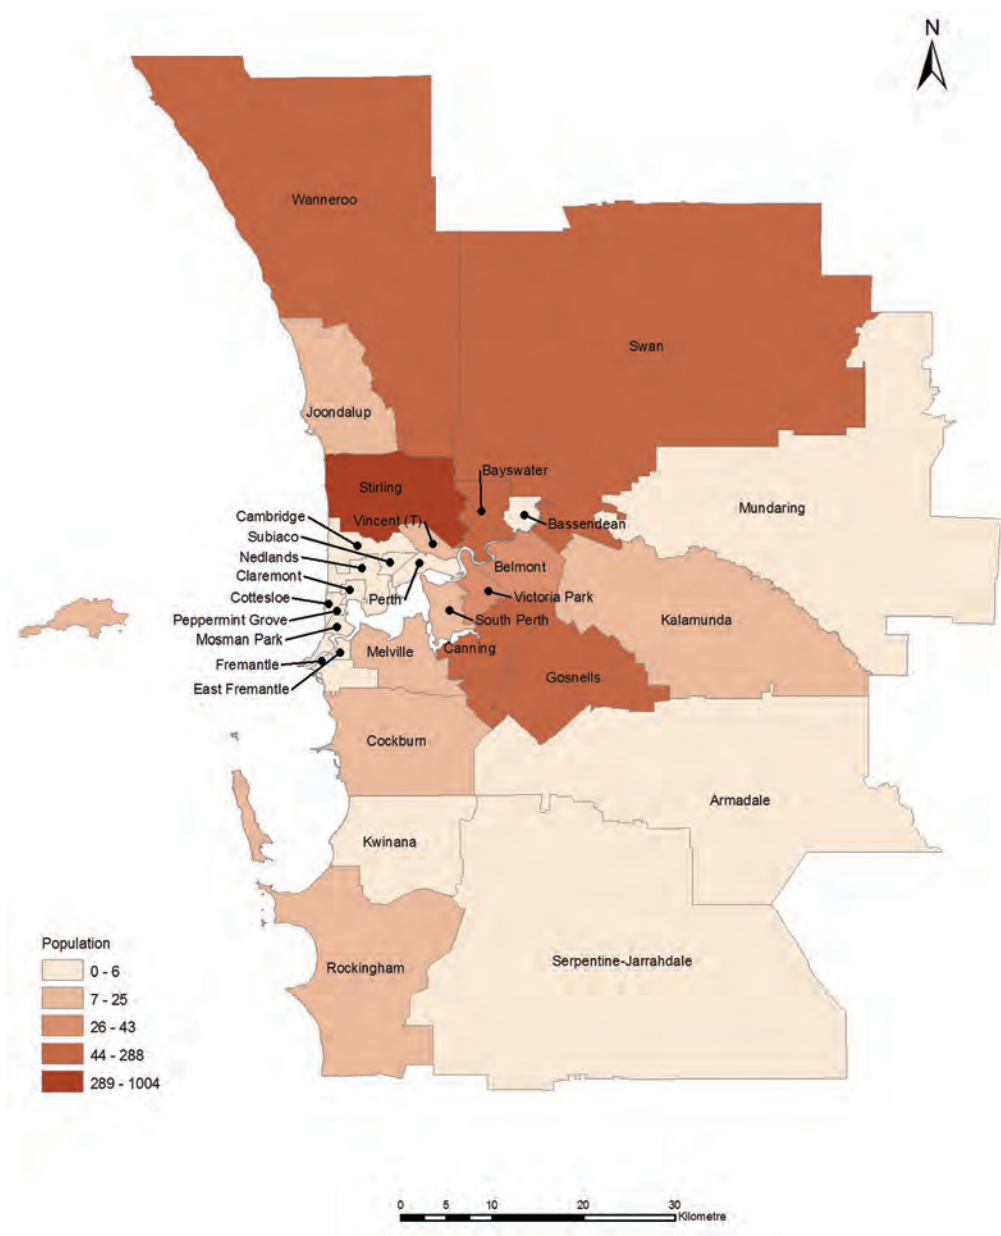 N
Wanneroo
Swan
Joondalup
Bayswater
Stirling
Mundaring
Cambridge
Vincent (T)
Bassendean
Subiaco
Nedlands
Belmont
Claremont
Perth
Victoria Park
Cottesloe
Peppermint Grove
South Perth
Kalamunda
Mosman Park
Melville
Canning
Fremantle
Gosnells
East Fremantle
Cockburn
Armadale
Kwinana
Population
Serpentine-Jarrahdale
Rockingham
0 - 6
7 - 25
26 - 43
44 - 288
289 - 1004
0 5 10 20 30
Kilometre